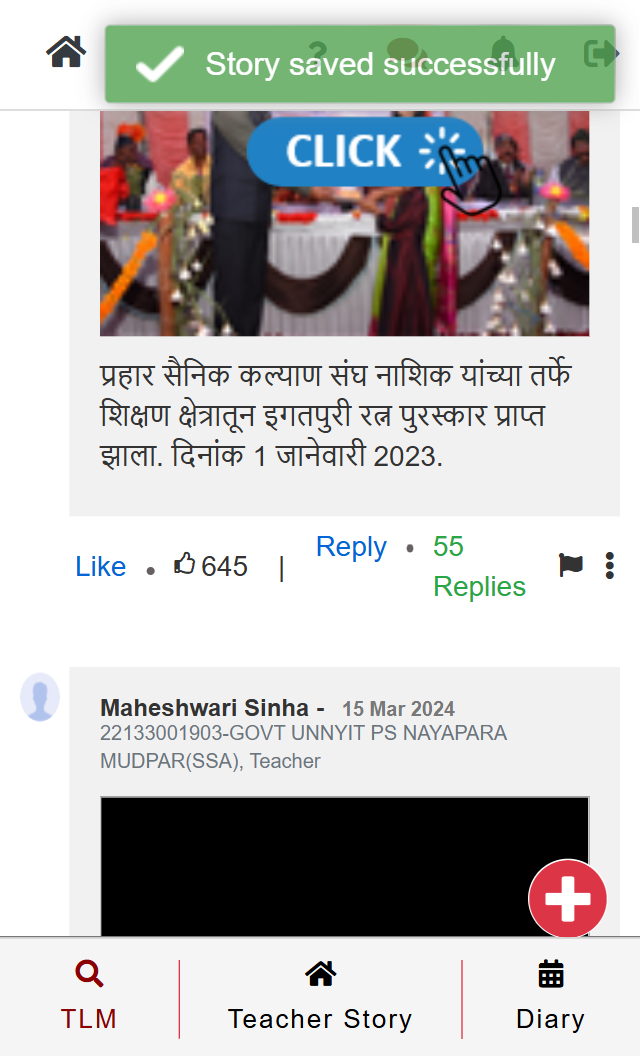 Story saved successfully
CLICK
प्रहार सैनिक कल्याण संघ नाशिक यांच्या तर्फे
शिक्षण क्षेत्रातून इगतपुरी रत्न पुरस्कार प्राप्त
झाला. दिनांक 1 जानेवारी 2023.
Like • 645 | Reply • 55 Replies
Maheshwari Sinha - 15 Mar 2024
22133001903-GOVT UNNYIT PS NAYAPARA
MUDPAR(SSA), Teacher
TLM
Teacher Story
Diary